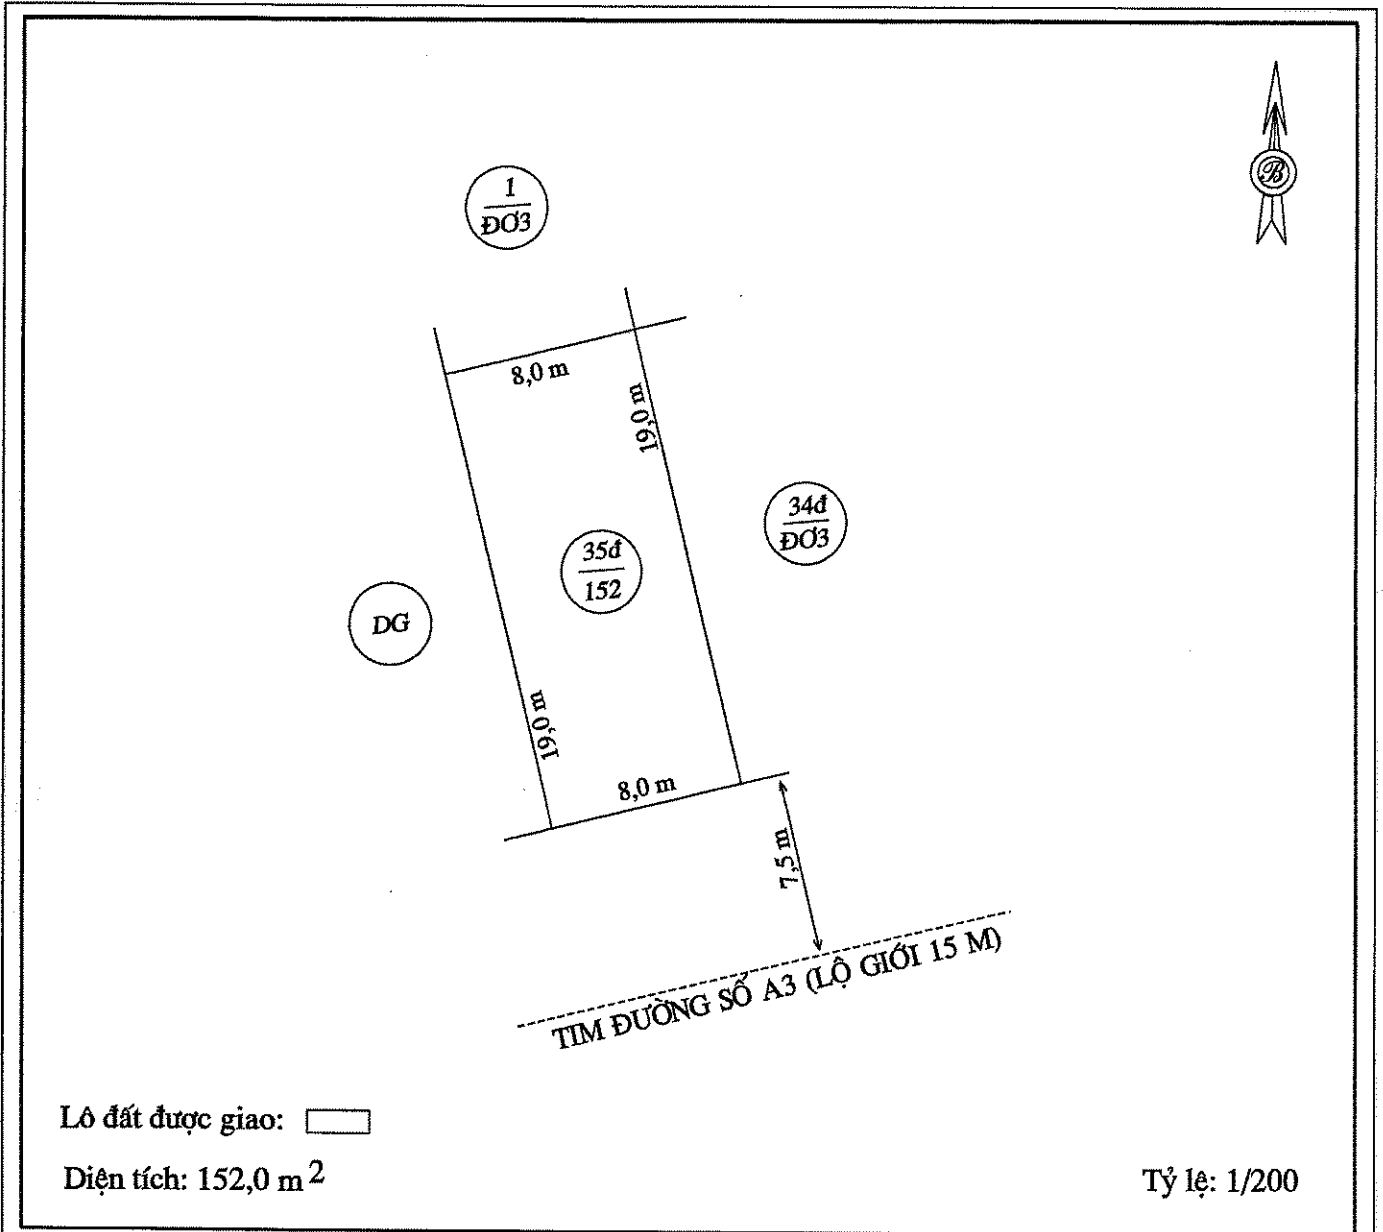 B
1
ĐƠ3
8,0 m
19,0 m
34đ
ĐƠ3
35đ
152
DG
19,0 m
8,0 m
7,5 m
TIM ĐƯỜNG SỐ A3 (LỘ GIỚI 15 M)
Lô đất được giao:
Diện tích: 152,0 m2
Tỷ lệ: 1/200